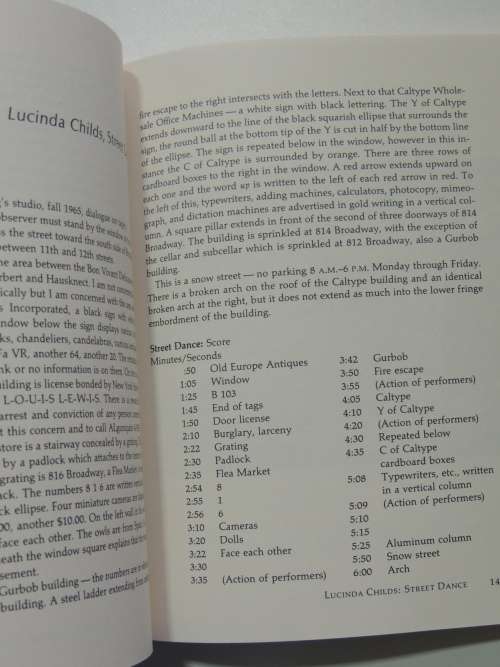 Lucinda Childs, Street
's studio, fall 1965, dialogue on tape
observer must stand by the window
s the street toward the south side of
between 11th and 12th streets.
e area between the Bon Vivant
rbert and Hausknect. I am not concerned
ically but I am concerned with the
s Incorporated, a black sign with
window below the sign displays various
ks, chandeliers, candelabras, various
Fa VR, another 64, another 20. The
nk or no information is on them. On
uilding is license bonded by New York
L-O-U-I-S L-E-W-I-S. There is a
arrest and conviction of any person
t this concern and to call Algonquin
store is a stairway concealed by a grating.
by a padlock which attaches to the
grating is 816 Broadway, a Flea Market
ack. The numbers 8 1 6 are written
ck ellipse. Four miniature cameras are
00, another $10.00. On the left wall
face each other. The owls are from Spain
neath the window square explains that the
sement.
Gurbob building — the numbers are
building. A steel ladder extending from
fire escape to the right intersects with the letters. Next to that Caltype Whole-
sale Office Machines — a white sign with black lettering. The Y of Caltype
extends downward to the line of the black squarish ellipse that surrounds the
sign, the round ball at the bottom tip of the Y is cut in half by the bottom line
of the ellipse. The sign is repeated below in the window, however in this in-
stance the C of Caltype is surrounded by orange. There are three rows of
cardboard boxes to the right in the window. A red arrow extends upward on
each one and the word UP is written to the left of each red arrow in red. To
the left of this, typewriters, adding machines, calculators, photocopy, mimeo-
graph, and dictation machines are advertised in gold writing in a vertical col-
umn. A square pillar extends in front of the second of three doorways of 814
Broadway. The building is sprinkled at 814 Broadway, with the exception of
the cellar and subcellar which is sprinkled at 812 Broadway, also a Gurbob
building.
This is a snow street — no parking 8 A.M.–6 P.M. Monday through Friday.
There is a broken arch on the roof of the Caltype building and an identical
broken arch at the right, but it does not extend as much into the lower fringe
embordment of the building.
Street Dance: Score
Minutes/Seconds
:50 Old Europe Antiques
1:05 Window
1:25 B 103
1:45 End of tags
1:50 Door license
2:10 Burglary, larceny
2:22 Grating
2:30 Padlock
2:35 Flea Market
2:54 8
2:55 1
2:56 6
3:10 Cameras
3:20 Dolls
3:22 Face each other
3:30
3:35 (Action of performers)
3:42 Gurbob
3:50 Fire escape
3:55 (Action of performers)
4:05 Caltype
4:10 Y of Caltype
4:20 (Action of performers)
4:30 Repeated below
4:35 C of Caltype
cardboard boxes
5:08 Typewriters, etc., written
in a vertical column
5:09 (Action of performers)
5:10
5:15
5:25 Aluminum column
5:50 Snow street
6:00 Arch
LUCINDA CHILDS: STREET DANCE 14